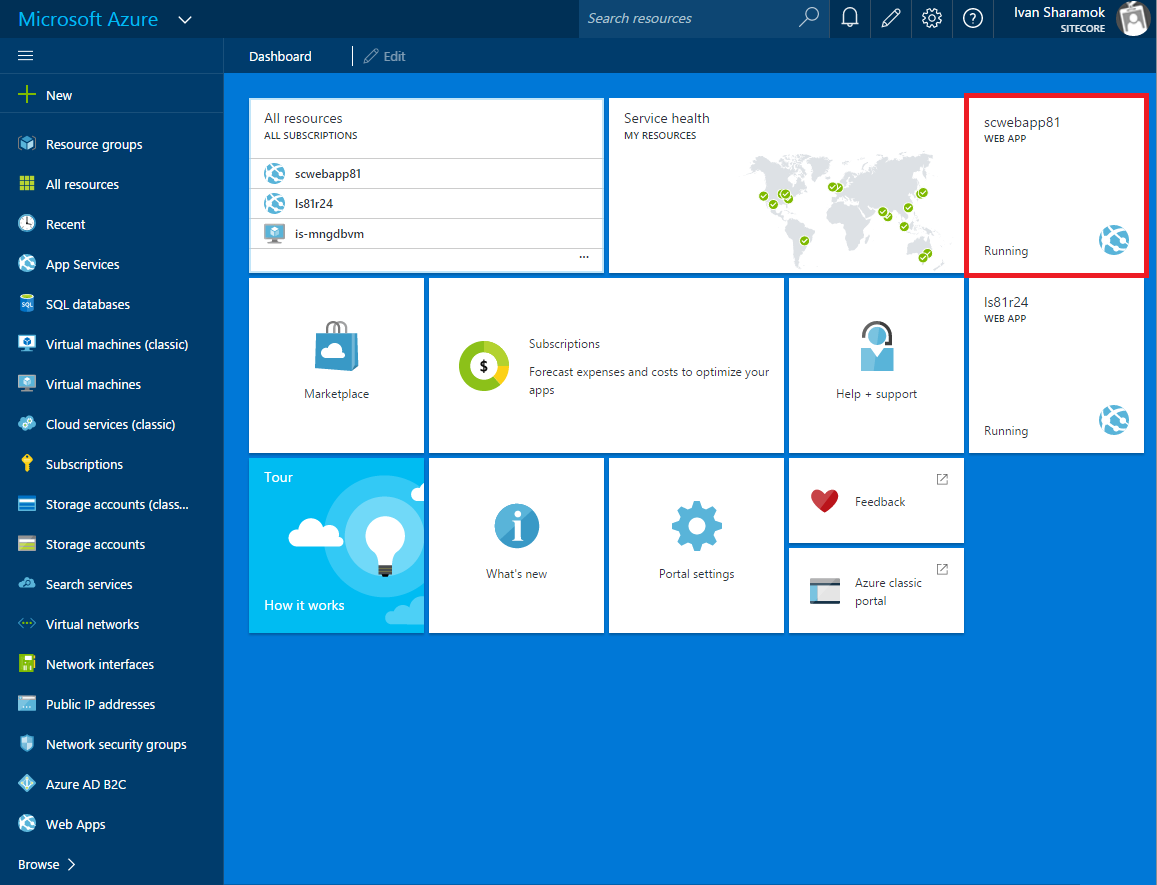 Microsoft Azure
Search resources
Ivan Sharamok
SITECORE
Dashboard
Edit
New
Resource groups
All resources
Recent
App Services
SQL databases
Virtual machines (classic)
Virtual machines
Cloud services (classic)
Subscriptions
Storage accounts (class...
Storage accounts
Search services
Virtual networks
Network interfaces
Public IP addresses
Network security groups
Azure AD B2C
Web Apps
Browse
All resources
ALL SUBSCRIPTIONS
scwebapp81
ls81r24
is-mngdbvm
...
Service health
MY RESOURCES
scwebapp81
WEB APP
Running
Marketplace
$
Subscriptions
Forecast expenses and costs to optimize your
apps
Help + support
ls81r24
WEB APP
Running
Tour
How it works
What's new
Portal settings
Feedback
Azure classic
portal